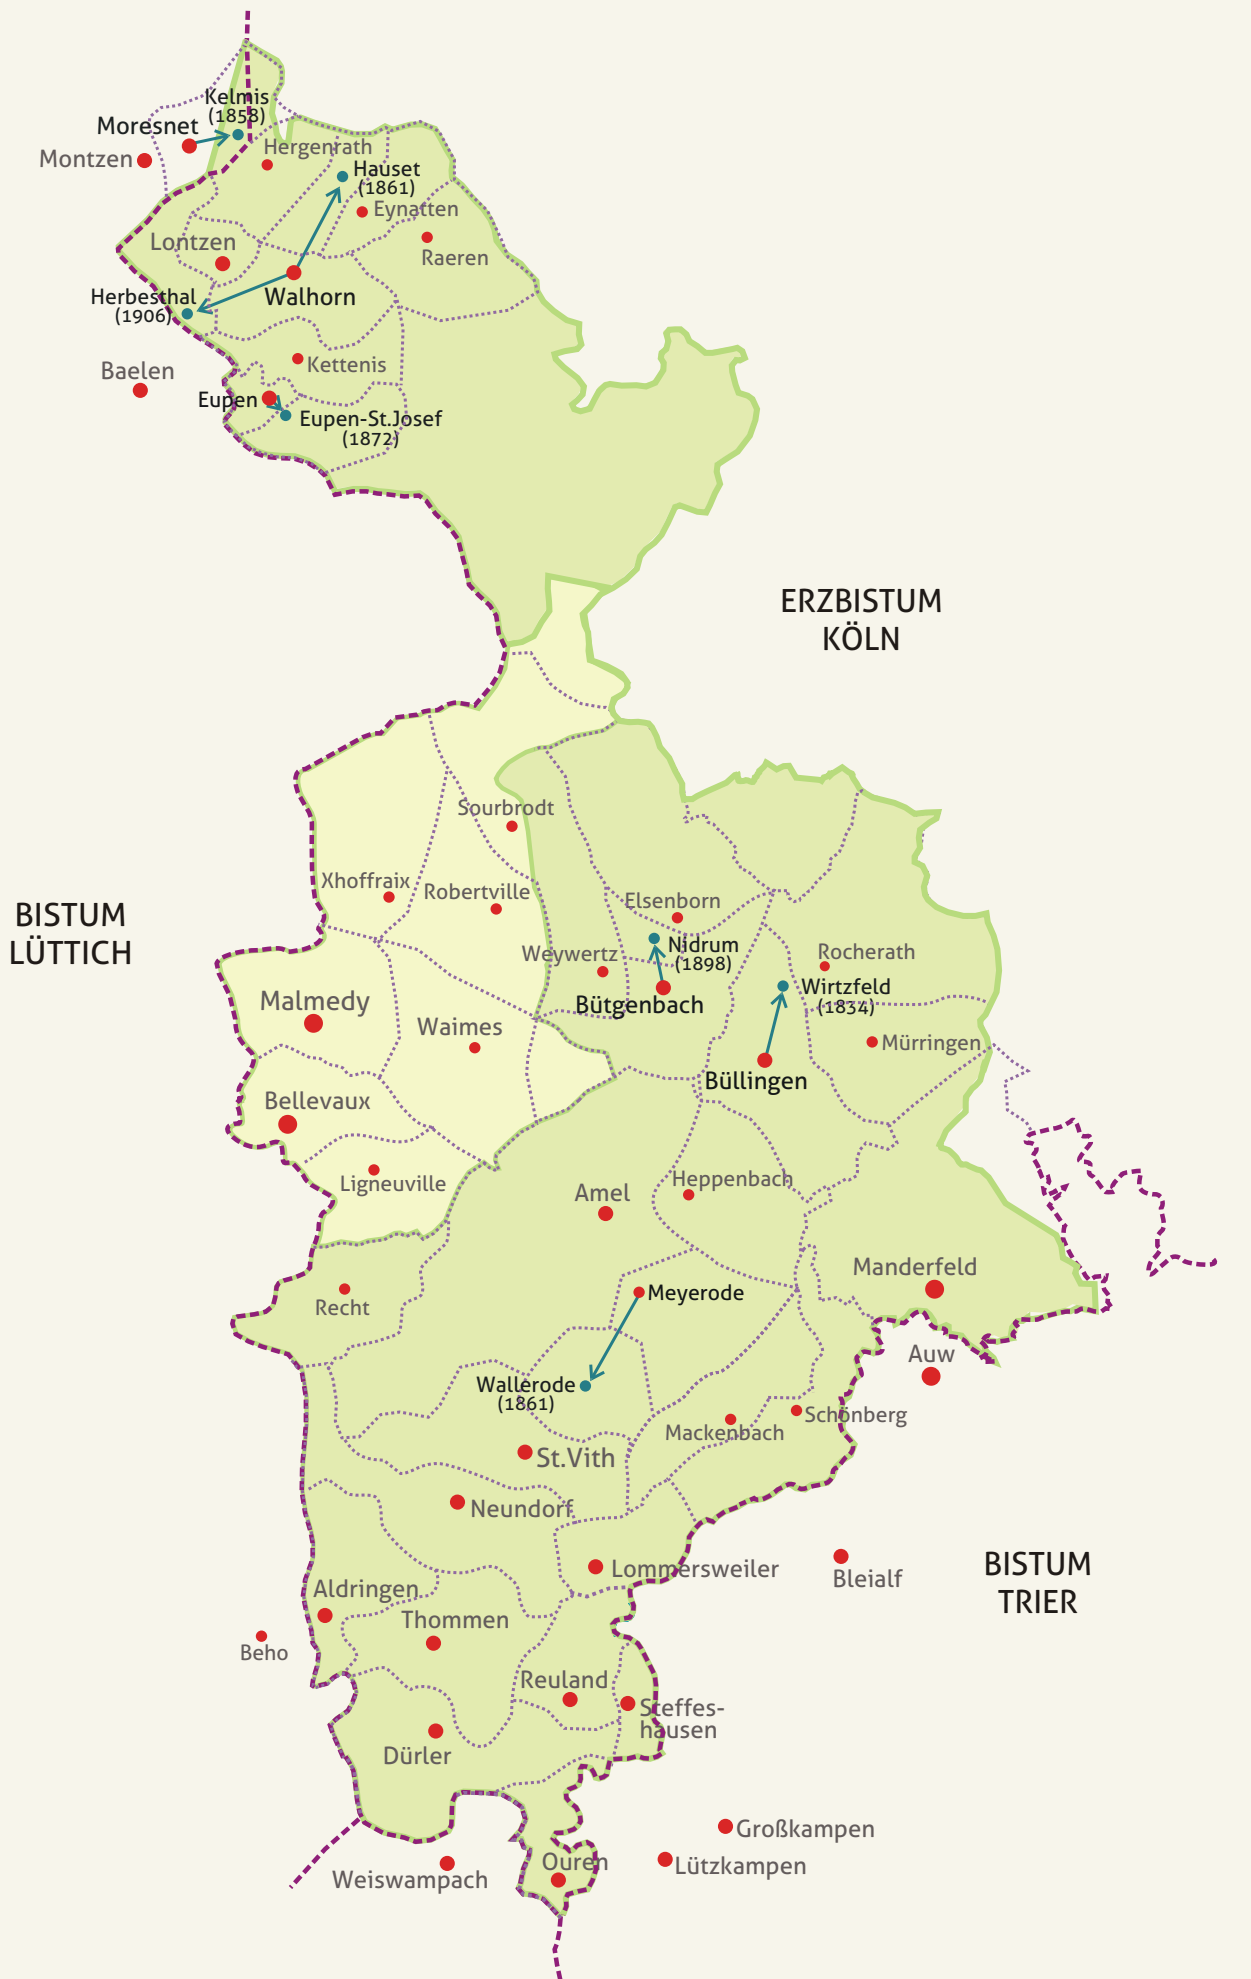 Kelmis
(1858)
Moresnet
Montzen
Hergenrath
Hauset
(1861)
Eynatten
Lontzen
Raeren
Herbesthal
(1906)
Walhorn
Kettenis
Baelen
Eupen
Eupen-St.Josef
(1872)
ERZBISTUM
KÖLN
Sourbrodt
Xhoffraix
Robertville
Elsenborn
BISTUM
LÜTTICH
Weywertz
Nidrum
(1898)
Rocherath
Wirtzfeld
(1834)
Malmedy
Bütgenbach
Waimes
Mürringen
Büllingen
Bellevaux
Ligneuville
Heppenbach
Amel
Manderfeld
Meyerode
Recht
Auw
Wallerode
(1861)
Schönberg
Mackenbach
St.Vith
Neundorf
Lommersweiler
Bleialf
BISTUM
TRIER
Aldringen
Thommen
Beho
Reuland
Steffes-
hausen
Dürler
Großkampen
Ouren
Lützkampen
Weiswampach